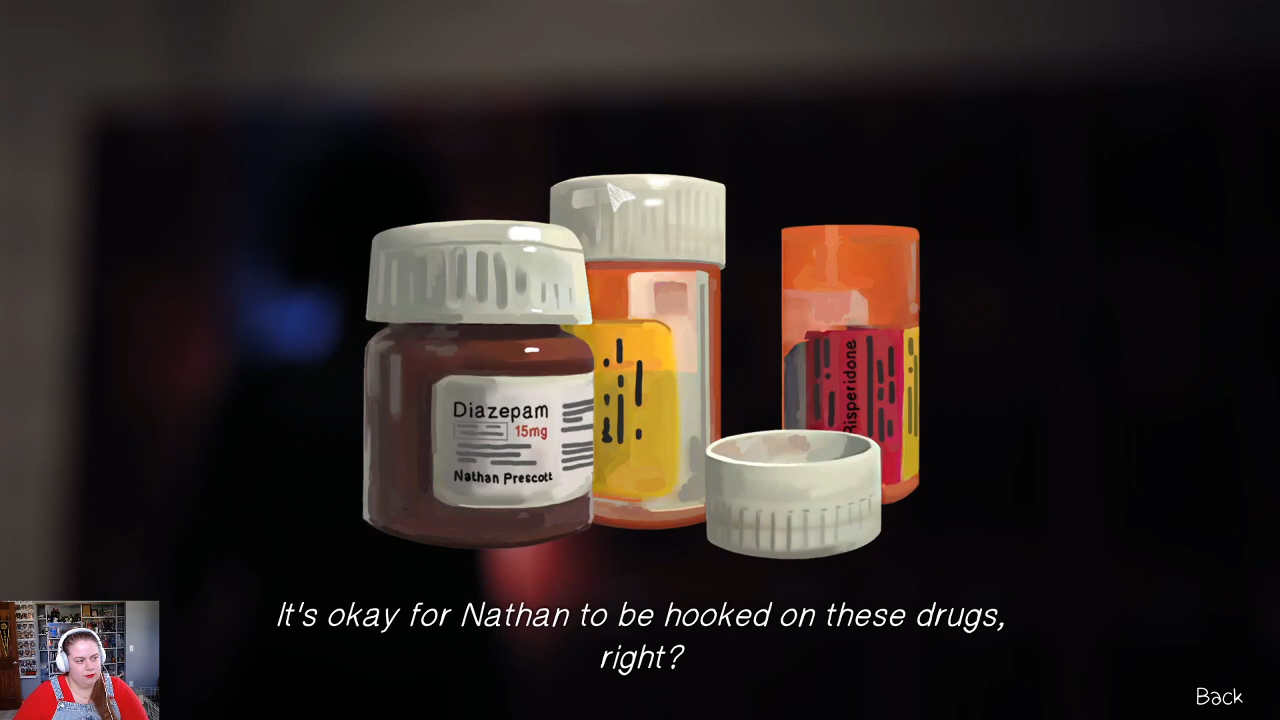 Diazepam
15mg
Nathan Prescott
Risperidone
It's okay for Nathan to be hooked on these drugs,
right?
Back